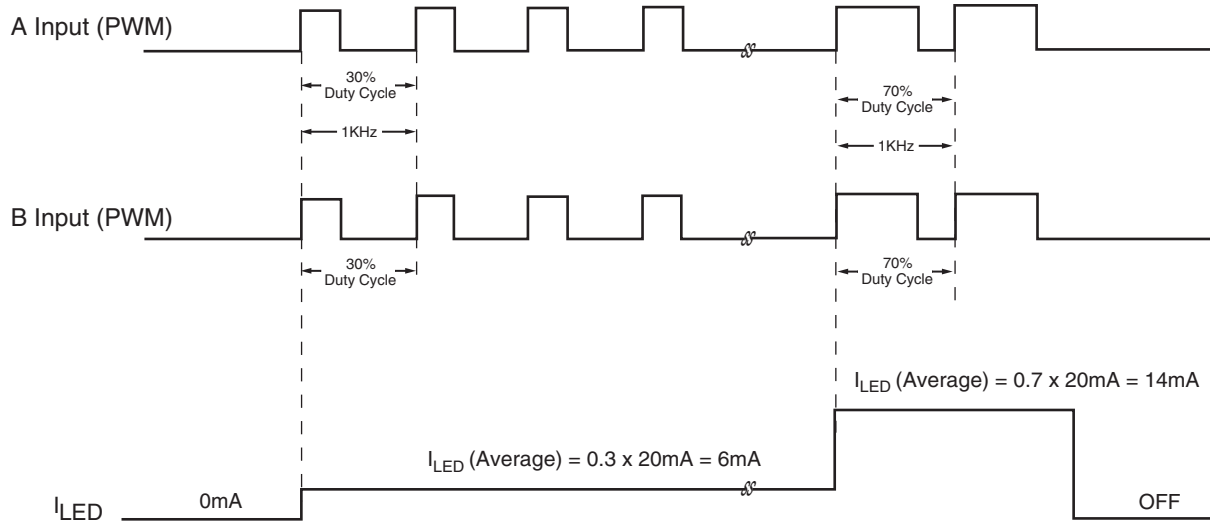 A Input (PWM)
30%
Duty Cycle
70%
Duty Cycle
1KHz
1KHz
B Input (PWM)
30%
Duty Cycle
70%
Duty Cycle
ILED (Average) = 0.7 x 20mA = 14mA
ILED (Average) = 0.3 x 20mA = 6mA
ILED
0mA
OFF